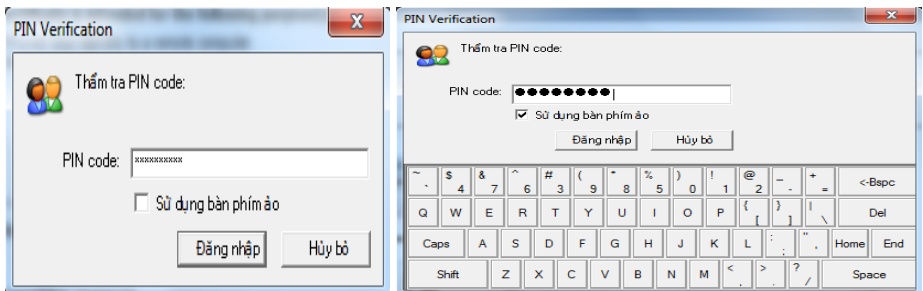 PIN Verification
Thẩm tra PIN code:
PIN code: xxxxxxxxxx
Sử dụng bàn phím ảo
Đăng nhập Hủy bỏ
PIN Verification
Thẩm tra PIN code:
PIN code: ●●●●●●●●
Sử dụng bàn phím ảo
Đăng nhập Hủy bỏ
~ ` $ 4 & 7 ^ 6 # 3 ( 9 * 8 % 5 ) 0 ! 1 @ 2 _ - + = <-Bspc
Q W E R T Y U I O P { [ } ] | \ Del
Caps A S D F G H J K L : ; " ' Home End
Shift Z X C V B N M < , > . ? / Space